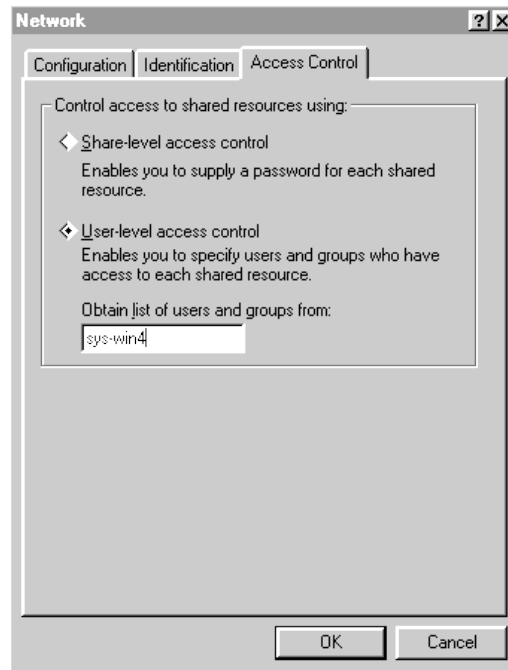 Network
Configuration Identification Access Control
Control access to shared resources using:
Share-level access control
Enables you to supply a password for each shared
resource.
User-level access control
Enables you to specify users and groups who have
access to each shared resource.
Obtain list of users and groups from:
sys-win4
OK Cancel